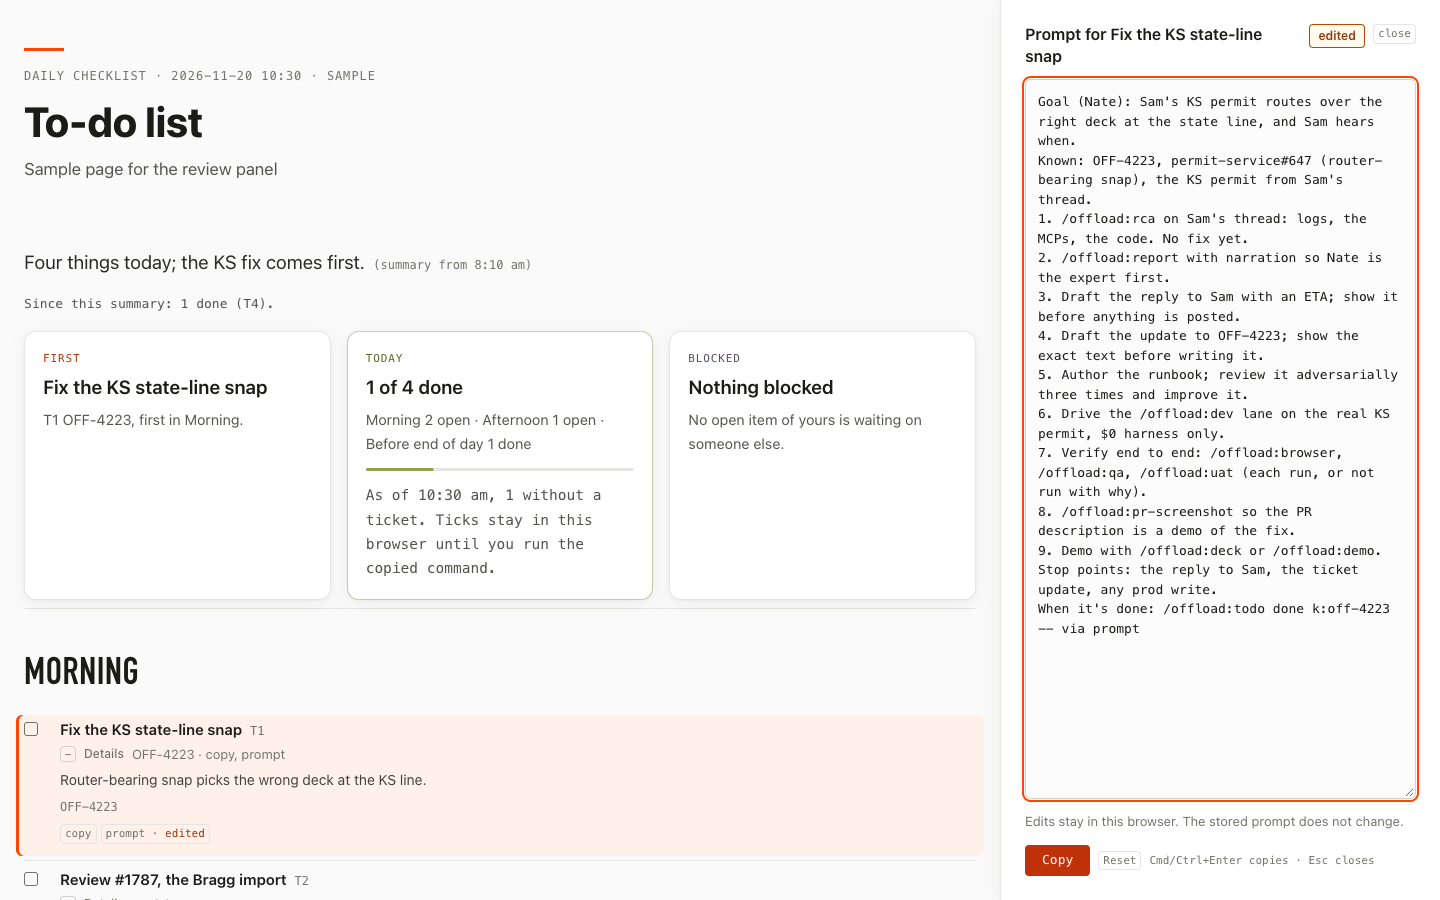 DAILY CHECKLIST · 2026-11-20 10:30 · SAMPLE
To-do list
Sample page for the review panel
Four things today; the KS fix comes first. (summary from 8:10 am)
Since this summary: 1 done (T4).
FIRST
Fix the KS state-line snap
T1 OFF-4223, first in Morning.
TODAY
1 of 4 done
Morning 2 open · Afternoon 1 open ·
Before end of day 1 done
As of 10:30 am, 1 without a
ticket. Ticks stay in this
browser until you run the
copied command.
BLOCKED
Nothing blocked
No open item of yours is waiting on
someone else.
MORNING
Fix the KS state-line snap T1
− Details OFF-4223 · copy, prompt
Router-bearing snap picks the wrong deck at the KS line.
OFF-4223
copy prompt · edited
Review #1787, the Bragg import T2
Prompt for Fix the KS state-line
snap
edited
close
Goal (Nate): Sam's KS permit routes over the
right deck at the state line, and Sam hears
when.
Known: OFF-4223, permit-service#647 (router-
bearing snap), the KS permit from Sam's
thread.
1. /offload:rca on Sam's thread: logs, the
MCPs, the code. No fix yet.
2. /offload:report with narration so Nate is
the expert first.
3. Draft the reply to Sam with an ETA; show it
before anything is posted.
4. Draft the update to OFF-4223; show the
exact text before writing it.
5. Author the runbook; review it adversarially
three times and improve it.
6. Drive the /offload:dev lane on the real KS
permit, $0 harness only.
7. Verify end to end: /offload:browser,
/offload:qa, /offload:uat (each run, or not
run with why).
8. /offload:pr-screenshot so the PR
description is a demo of the fix.
9. Demo with /offload:deck or /offload:demo.
Stop points: the reply to Sam, the ticket
update, any prod write.
When it's done: /offload:todo done k:off-4223
-- via prompt
Edits stay in this browser. The stored prompt does not change.
Copy Reset Cmd/Ctrl+Enter copies · Esc closes